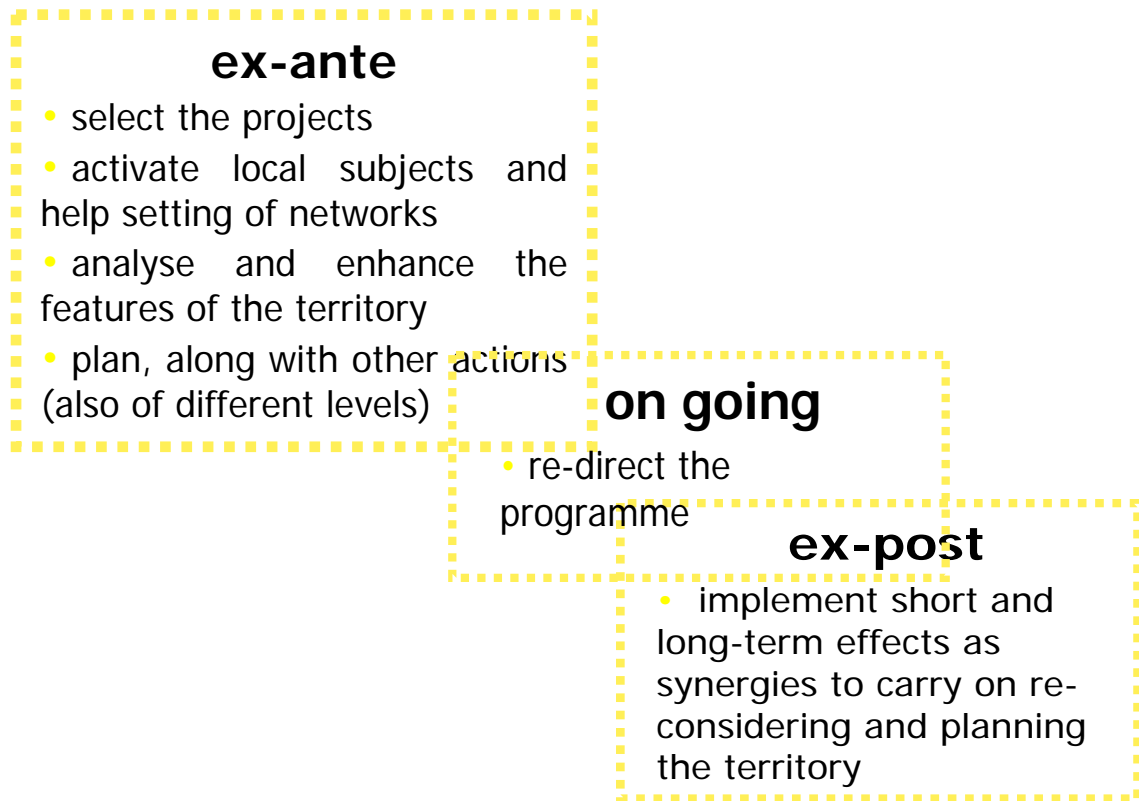 ex-ante
• select the projects
• activate local subjects and
help setting of networks
• analyse and enhance the
features of the territory
• plan, along with other actions
(also of different levels)
on going
• re-direct the
programme
ex-post
• implement short and
long-term effects as
synergies to carry on re-
considering and planning
the territory